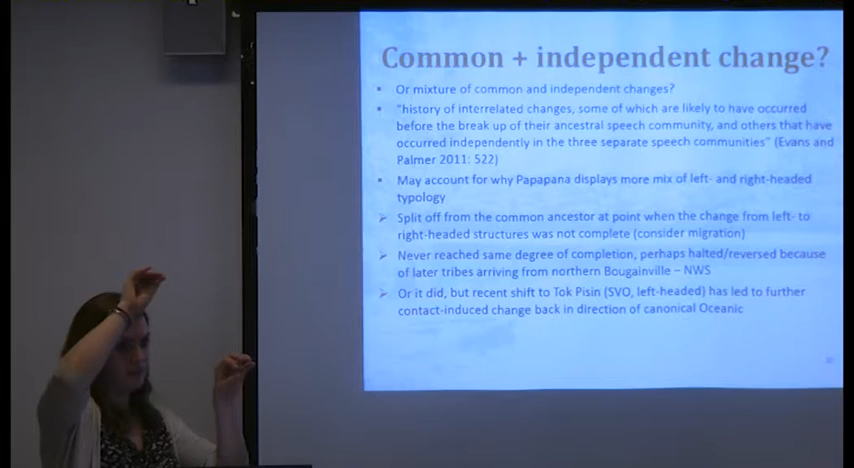 Common + independent change?
▪ Or mixture of common and independent changes?
▪ "history of interrelated changes, some of which are likely to have occurred
before the break up of their ancestral speech community, and others that have
occurred independently in the three separate speech communities" (Evans and
Palmer 2011: 522)
▪ May account for why Papapana displays more mix of left- and right-headed
typology
➢ Split off from the common ancestor at point when the change from left- to
right-headed structures was not complete (consider migration)
➢ Never reached same degree of completion, perhaps halted/reversed because
of later tribes arriving from northern Bougainville – NWS
➢ Or it did, but recent shift to Tok Pisin (SVO, left-headed) has led to further
contact-induced change back in direction of canonical Oceanic